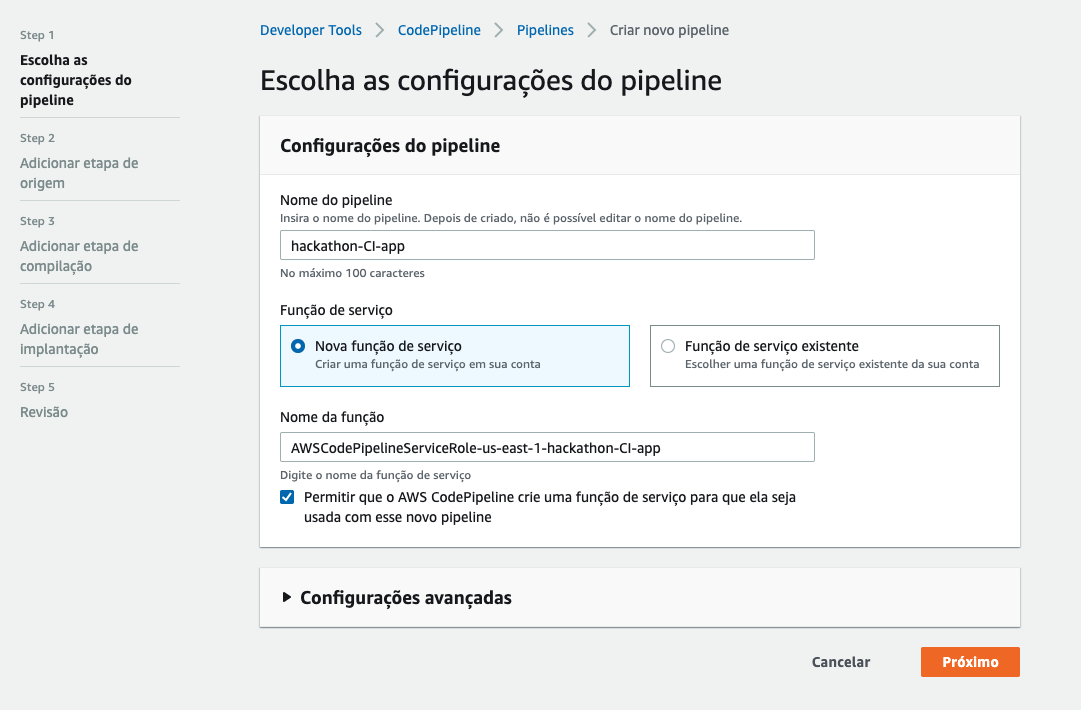 Step 1
Escolha as
configurações do
pipeline
Step 2
Adicionar etapa de
origem
Step 3
Adicionar etapa de
compilação
Step 4
Adicionar etapa de
implantação
Step 5
Revisão
Developer Tools > CodePipeline > Pipelines > Criar novo pipeline
Escolha as configurações do pipeline
Configurações do pipeline
Nome do pipeline
Insira o nome do pipeline. Depois de criado, não é possível editar o nome do pipeline.
hackathon-CI-app
No máximo 100 caracteres
Função de serviço
Nova função de serviço
Criar uma função de serviço em sua conta
Função de serviço existente
Escolher uma função de serviço existente da sua conta
Nome da função
AWSCodePipelineServiceRole-us-east-1-hackathon-CI-app
Digite o nome da função de serviço
Permitir que o AWS CodePipeline crie uma função de serviço para que ela seja
usada com esse novo pipeline
Configurações avançadas
Cancelar
Próximo